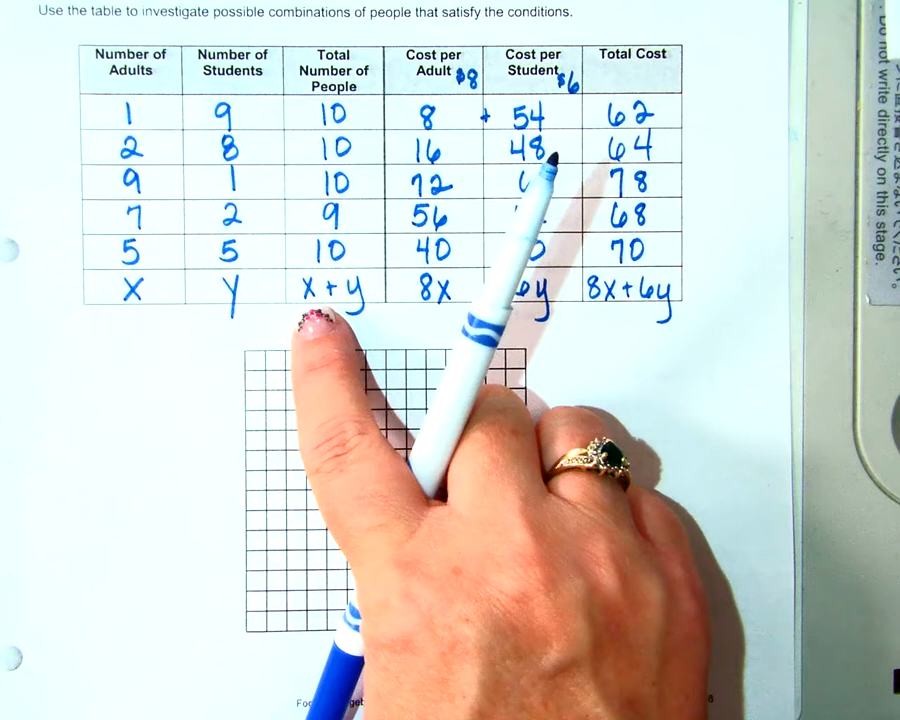 Use the table to investigate possible combinations of people that satisfy the conditions.
Number of Adults Number of Students Total Number of People Cost per Adult $8 Cost per Student $6 Total Cost
1 9 10 8 + 54 62
2 8 10 16 48 64
9 1 10 72 78
7 2 9 56 68
5 5 10 40 70
x y x + y 8x y 8x + 6y
Do not write directly on this stage.